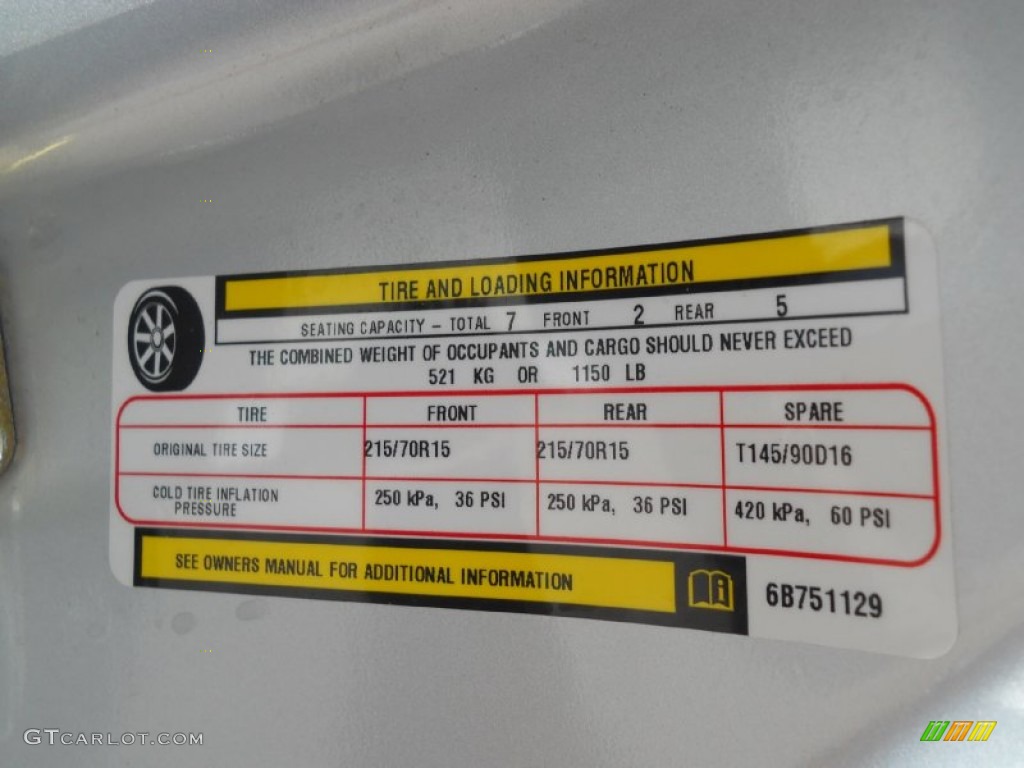 TIRE AND LOADING INFORMATION
SEATING CAPACITY – TOTAL 7 FRONT 2 REAR 5
THE COMBINED WEIGHT OF OCCUPANTS AND CARGO SHOULD NEVER EXCEED
521 KG OR 1150 LB
TIRE FRONT REAR SPARE
ORIGINAL TIRE SIZE 215/70R15 215/70R15 T145/90D16
COLD TIRE INFLATION
PRESSURE 250 kPa, 36 PSI 250 kPa, 36 PSI 420 kPa, 60 PSI
SEE OWNERS MANUAL FOR ADDITIONAL INFORMATION
6B751129
GTCARLOT.COM